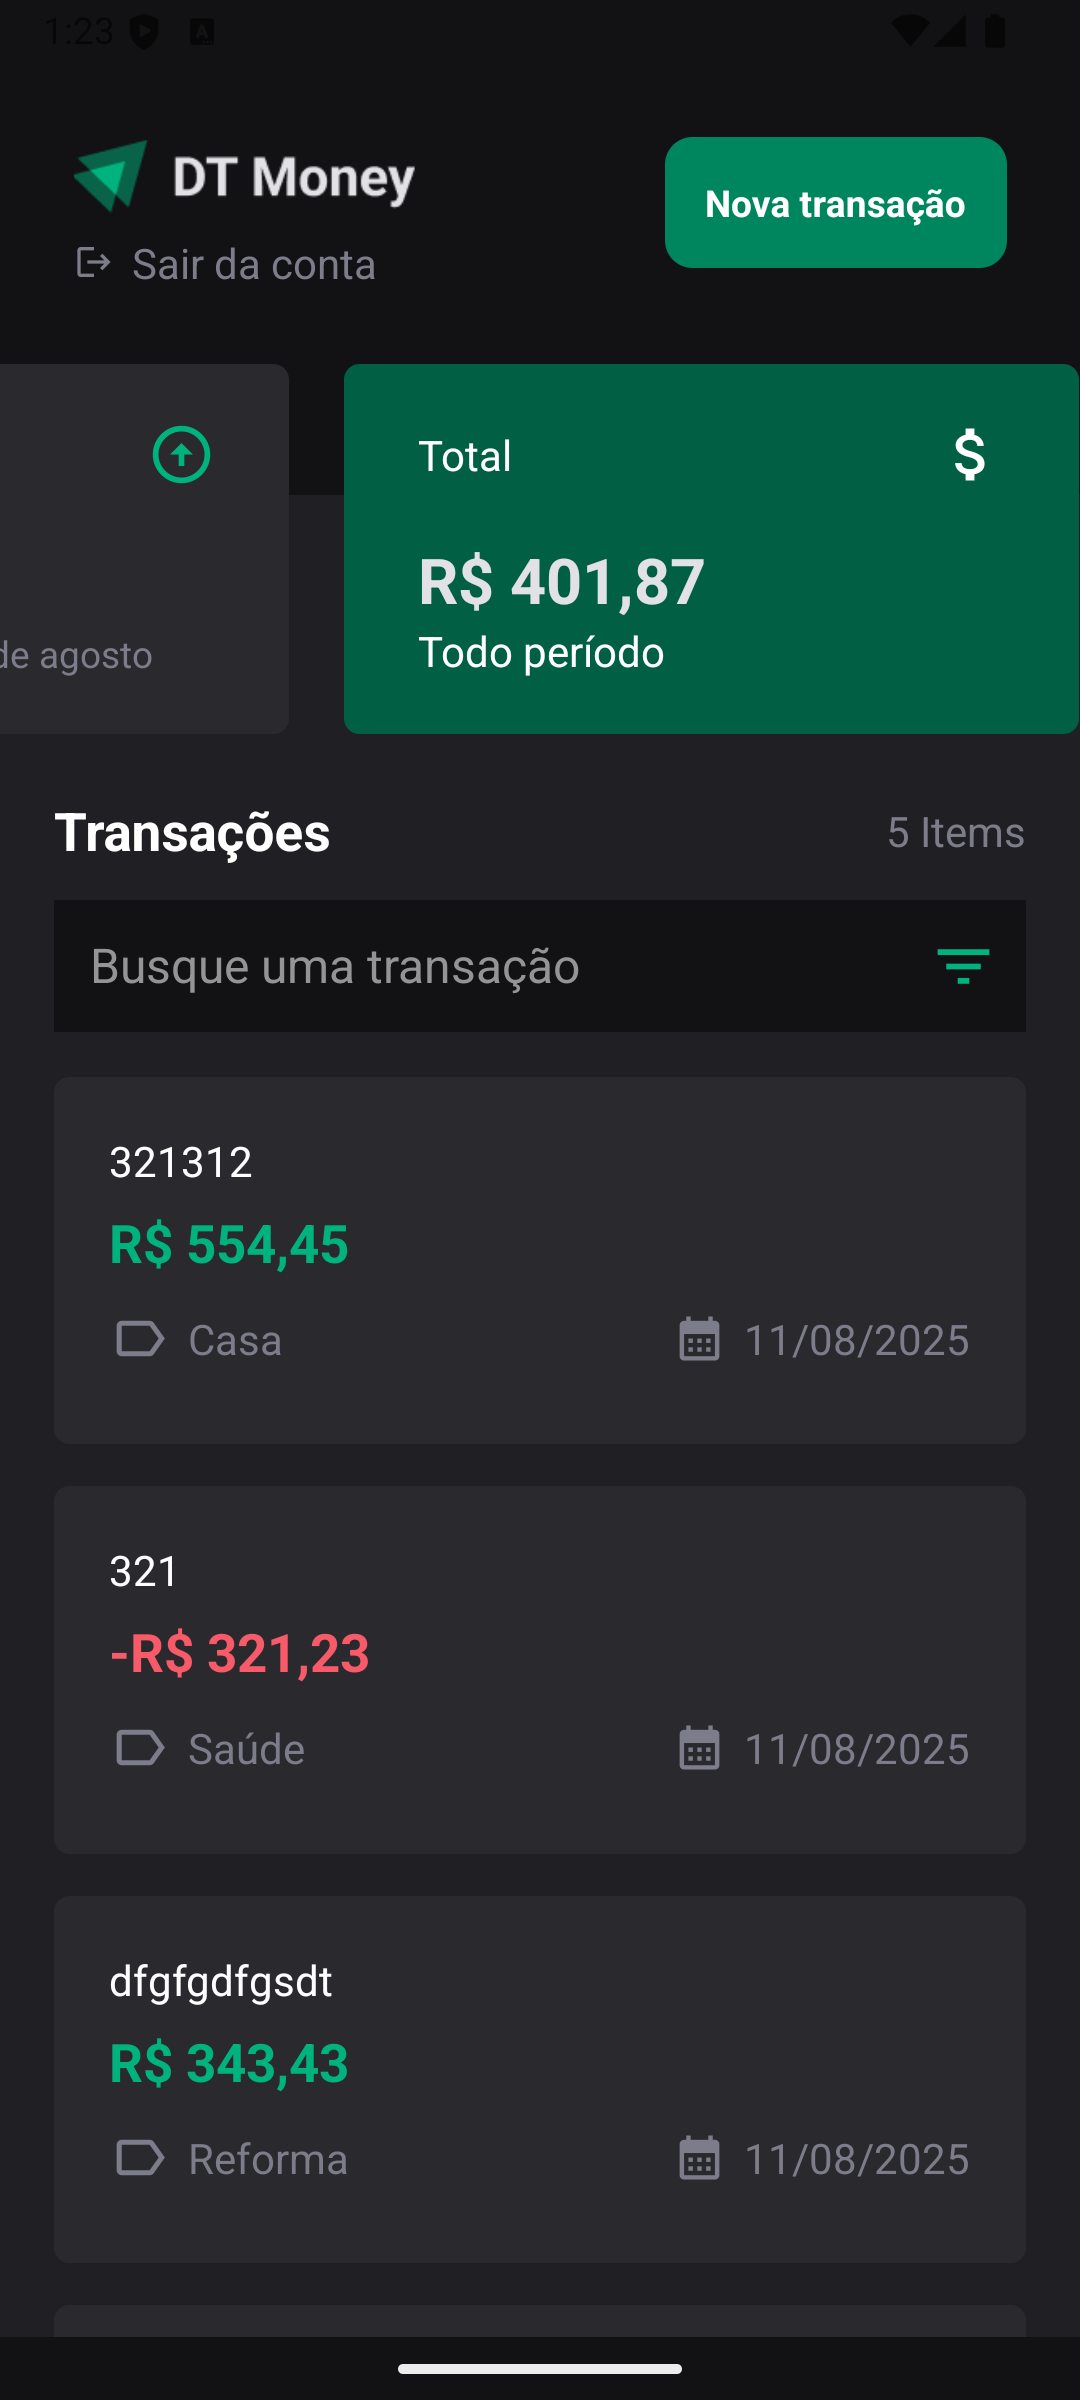 1:23
DT Money
Nova transação
Sair da conta
Total
$
R$ 401,87
de agosto
Todo período
Transações
5 Items
Busque uma transação
321312
R$ 554,45
Casa
11/08/2025
321
-R$ 321,23
Saúde
11/08/2025
dfgfgdfgsdt
R$ 343,43
Reforma
11/08/2025